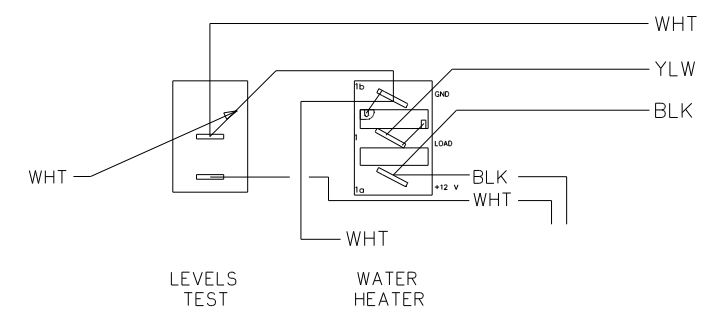 WHT
YLW
1b
GND
BLK
1
LOAD
WHT
BLK
1a
+12 V
WHT
WHT
LEVELS
TEST
WATER
HEATER